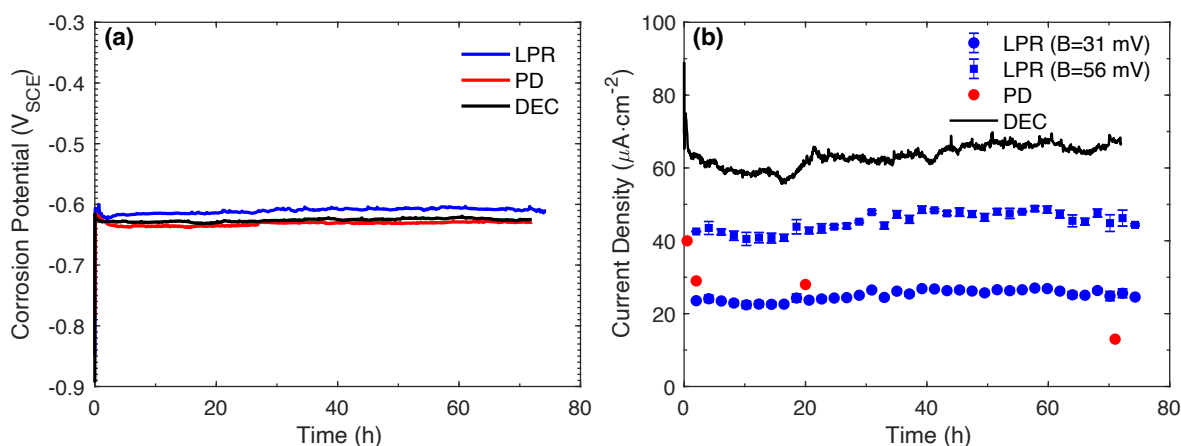 (a)
LPR
PD
DEC
Corrosion Potential (V_SCE)
-0.3
-0.4
-0.5
-0.6
-0.7
-0.8
-0.9
0
20
40
60
80
Time (h)
(b)
LPR (B=31 mV)
LPR (B=56 mV)
PD
DEC
Current Density (μA·cm⁻²)
100
80
60
40
20
0
0
20
40
60
80
Time (h)